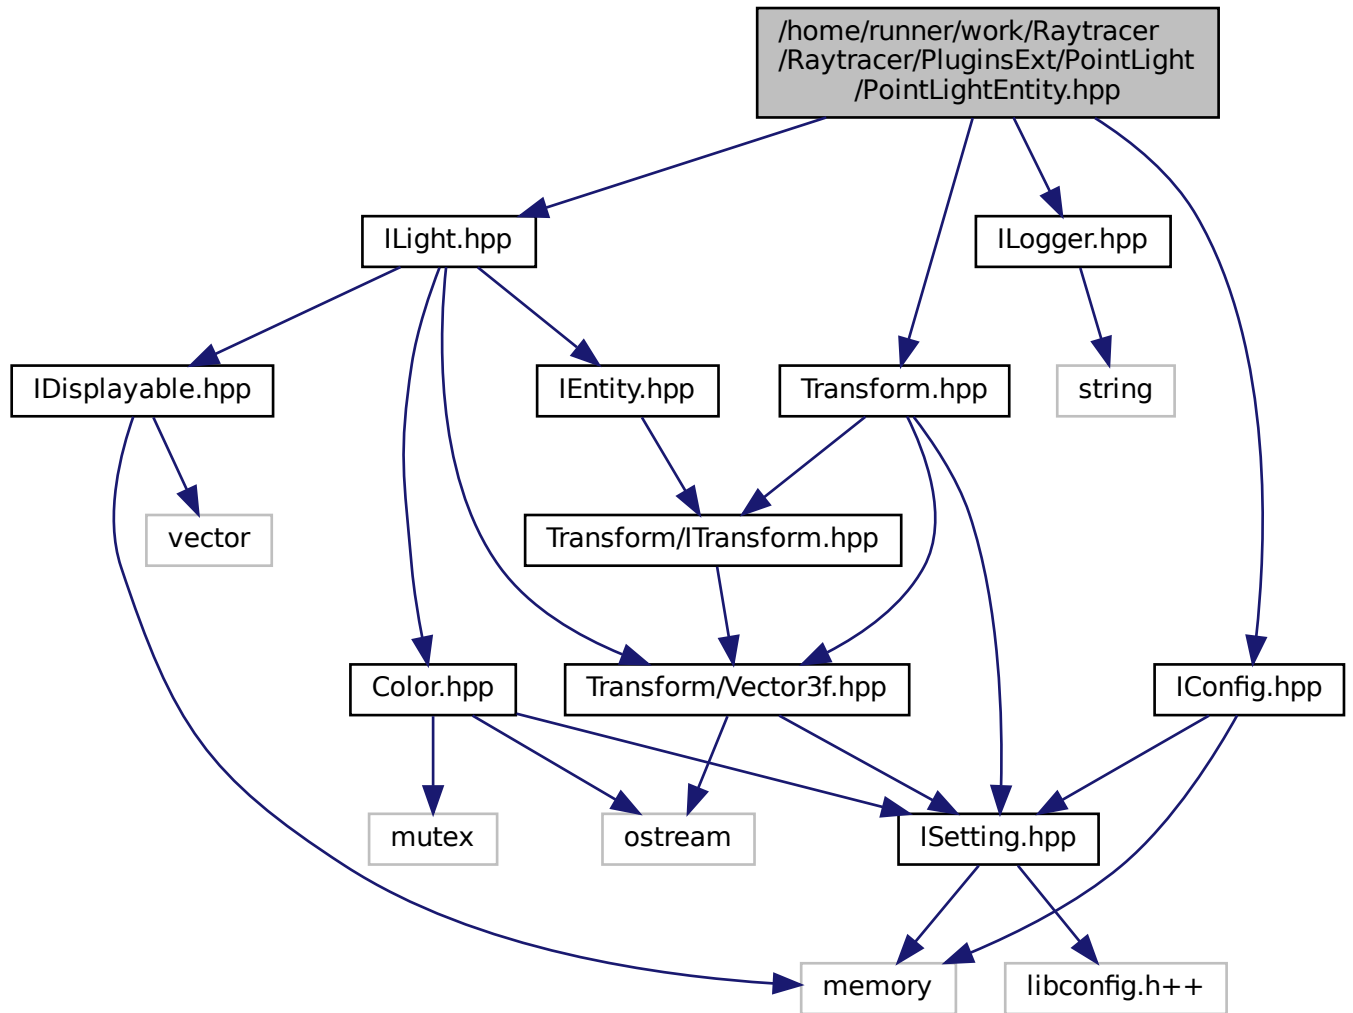 /home/runner/work/Raytracer
/Raytracer/PluginsExt/PointLight
/PointLightEntity.hpp
ILight.hpp
ILogger.hpp
IDisplayable.hpp
IEntity.hpp
Transform.hpp
string
vector
Transform/ITransform.hpp
Color.hpp
Transform/Vector3f.hpp
IConfig.hpp
mutex
ostream
ISetting.hpp
memory
libconfig.h++